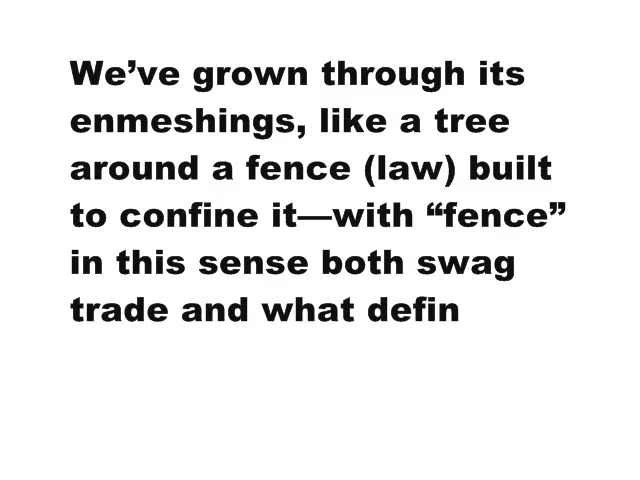 We’ve grown through its
enmeshings, like a tree
around a fence (law) built
to confine it—with “fence”
in this sense both swag
trade and what defin